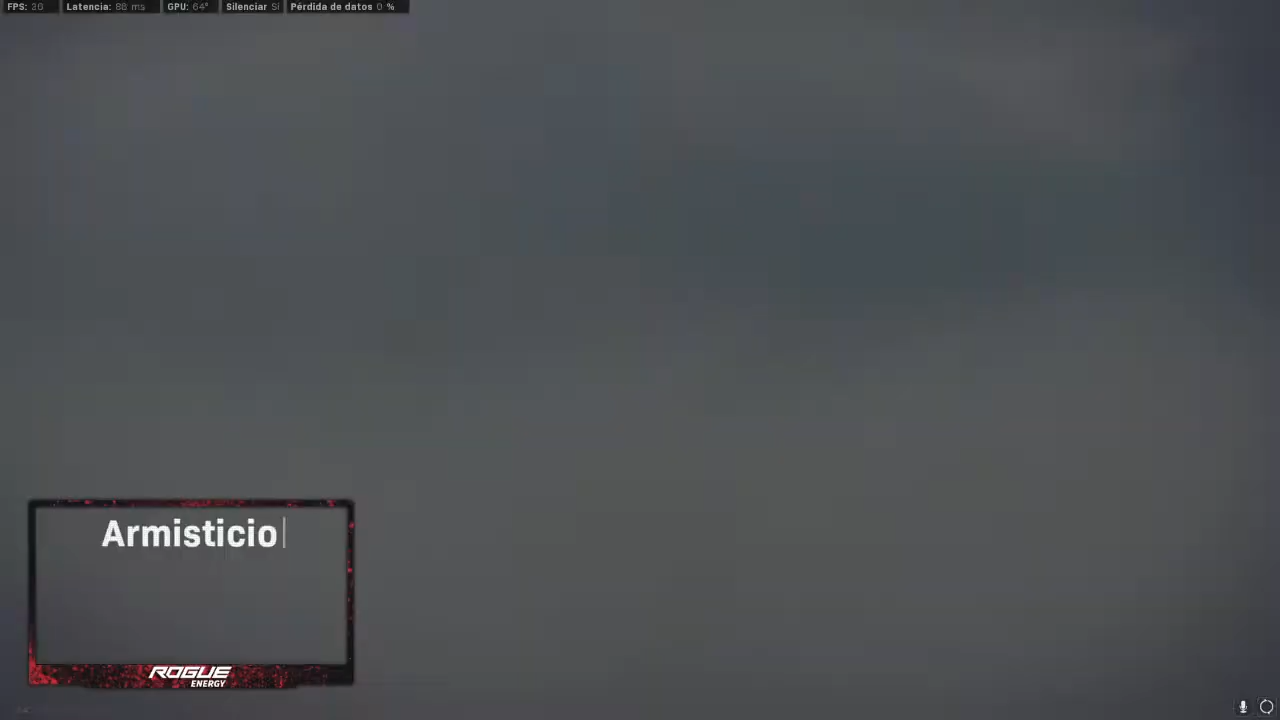 FPS: 30 Latencia: 88 ms GPU: 64° Silenciar Sí Pérdida de datos 0 %
Armisticio
ROGUE
ENERGY